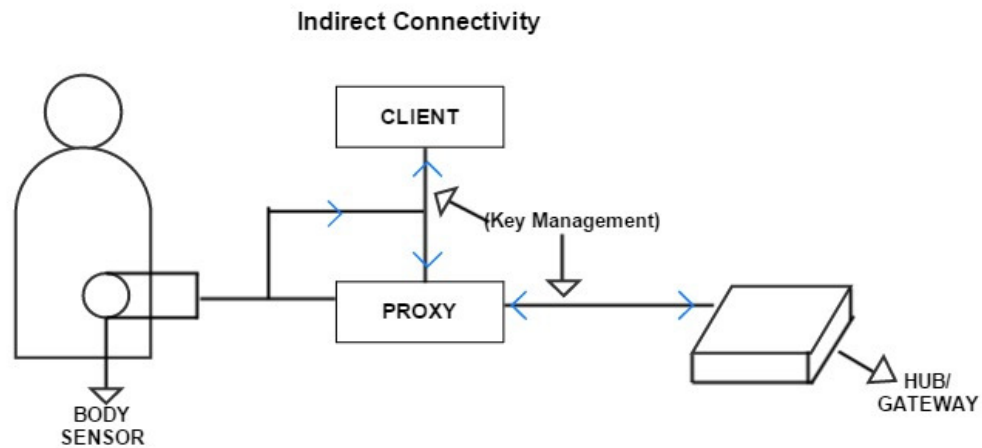 Indirect Connectivity
CLIENT
(Key Management)
PROXY
HUB/
GATEWAY
BODY
SENSOR